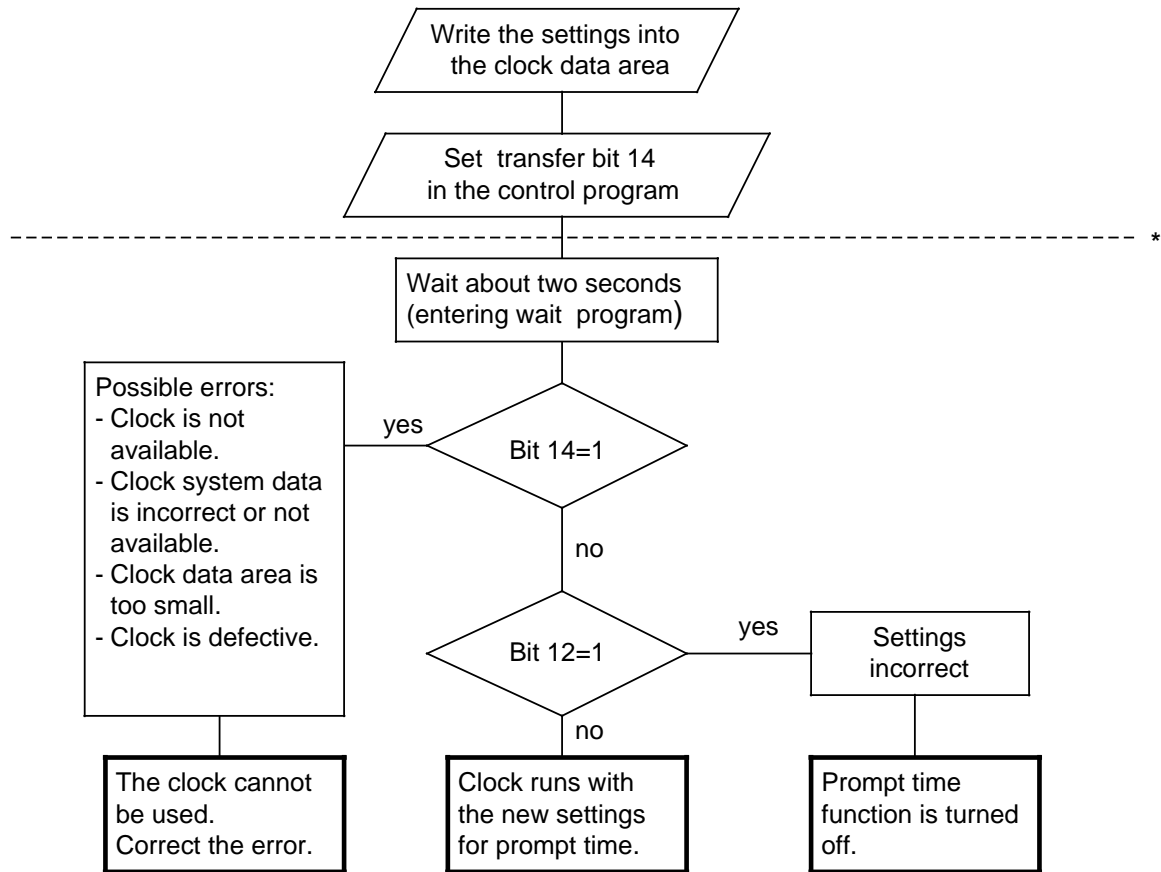 Write the settings into
the clock data area
Set transfer bit 14
in the control program
*
Wait about two seconds
(entering wait program)
Possible errors:
- Clock is not
available.
- Clock system data
is incorrect or not
available.
- Clock data area is
too small.
- Clock is defective.
yes
Bit 14=1
no
Bit 12=1
yes
Settings
incorrect
no
The clock cannot
be used.
Correct the error.
Clock runs with
the new settings
for prompt time.
Prompt time
function is turned
off.